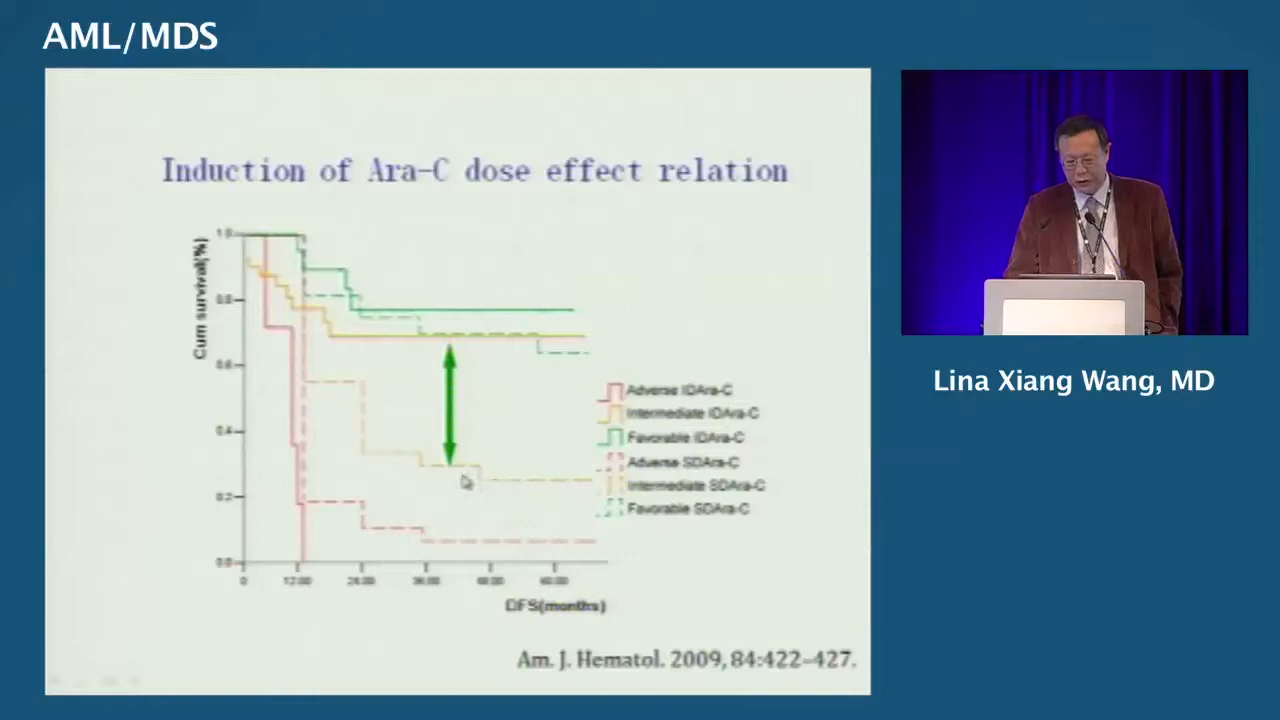 AML/MDS
Induction of Ara-C dose effect relation
Cum survival(%)
1.0
0.8
0.6
0.4
0.2
0.0
0
12.00
24.00
36.00
48.00
60.00
DFS(months)
Adverse IDAra-C
Intermediate IDAra-C
Favorable IDAra-C
Adverse SDAra-C
Intermediate SDAra-C
Favorable SDAra-C
Am. J. Hematol. 2009, 84:422-427.
Lina Xiang Wang, MD